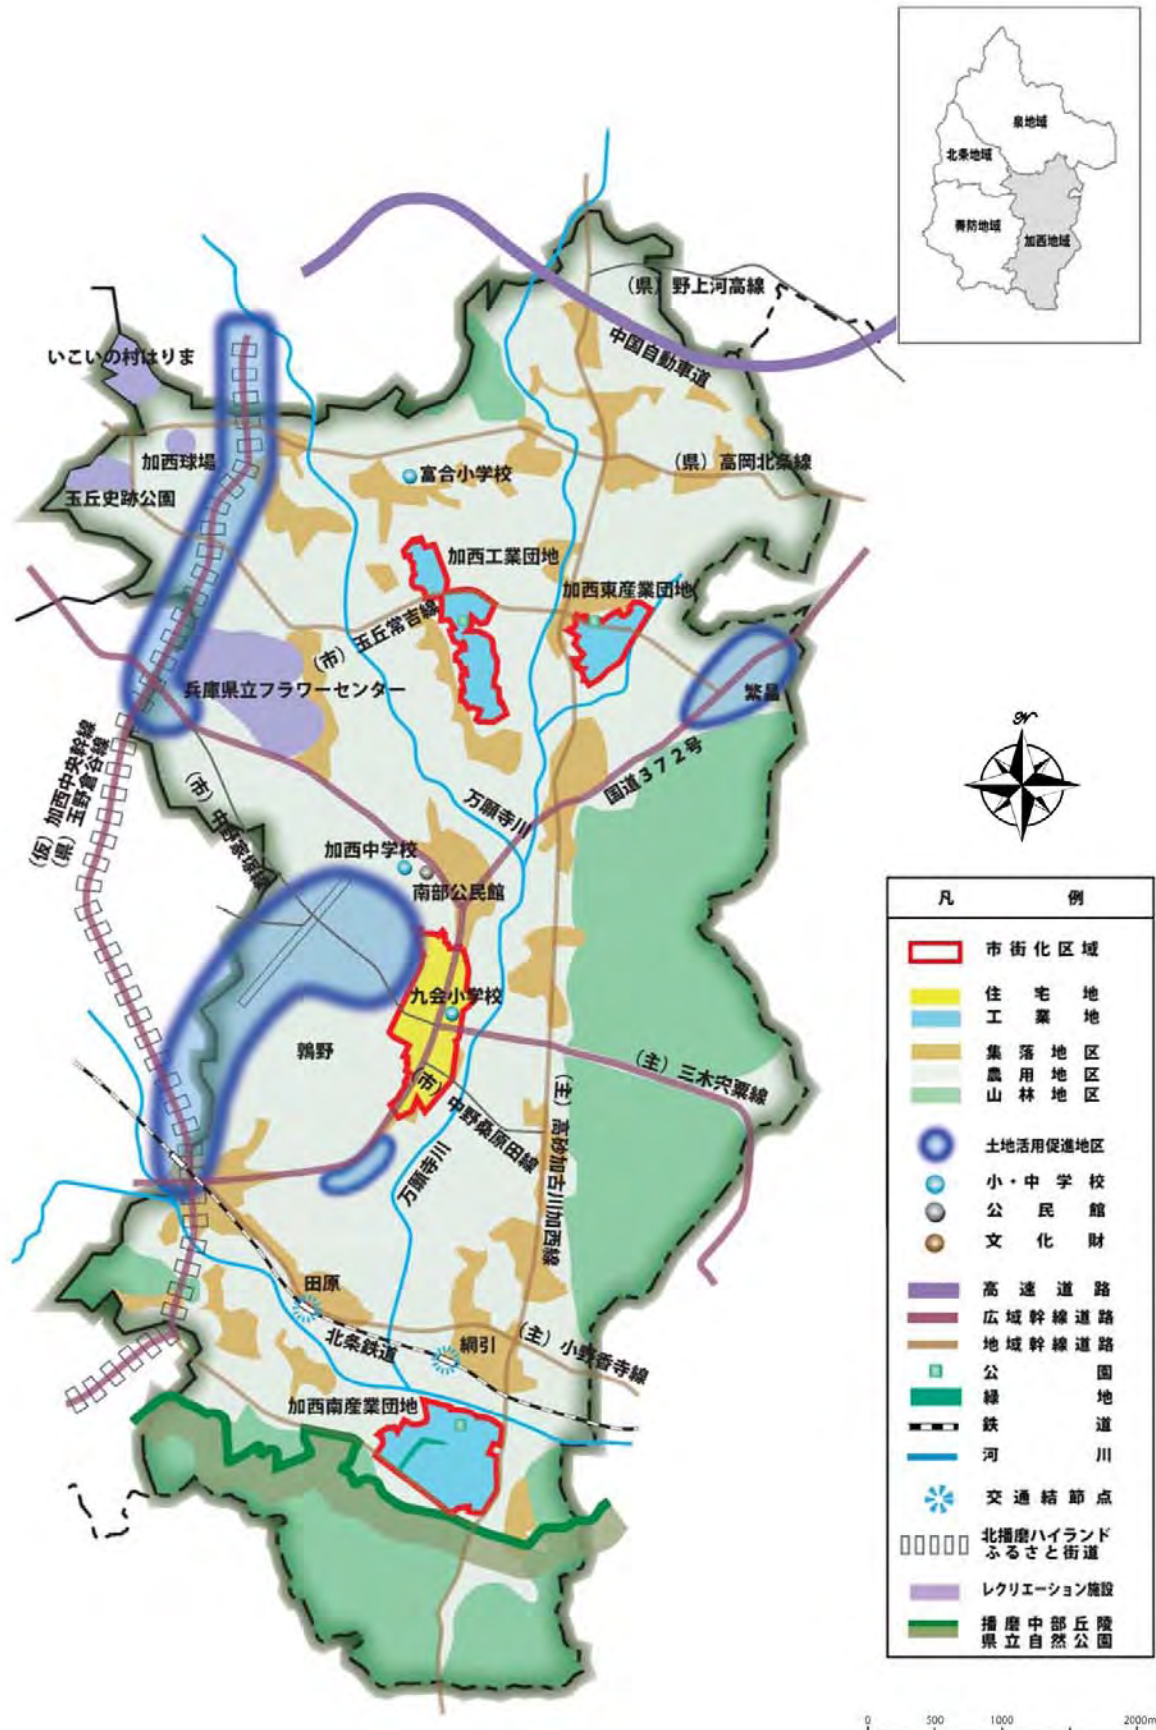 泉地域
北条地域
善防地域
加西地域
(県)野上河高線
中国自動車道
いこいの村はりま
加西球場
玉丘史跡公園
富合小学校
(県)高岡北条線
加西工業団地
加西東産業団地
(市)玉丘常吉線
兵庫県立フラワーセンター
繁昌
国道372号
(仮)加西中央幹線
(県)玉野倉谷線
(市)中野家塚線
万願寺川
加西中学校
南部公民館
九会小学校
鶉野
(主)三木宍粟線
(市)中野桑原田線
(主)高砂加古川加西線
万願寺川
田原
北条鉄道
網引
(主)小野香寺線
加西南産業団地
N
凡例
市街化区域
住宅地
工業地
集落地区
農用地区
山林地区
土地活用促進地区
小・中学校
公民館
文化財
高速道路
広域幹線道路
地域幹線道路
公園
緑地
鉄道
河川
交通結節点
北播磨ハイランド
ふるさと街道
レクリエーション施設
播磨中部丘陵
県立自然公園
0 500 1000 2000m